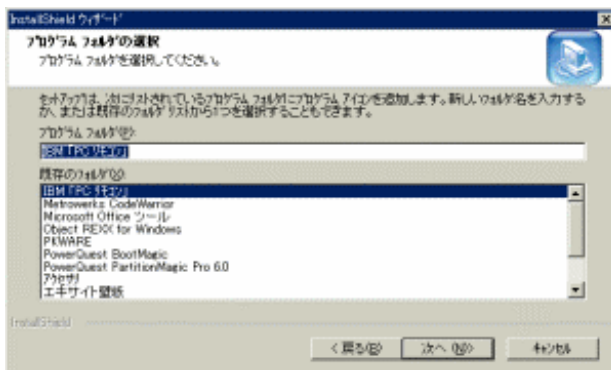 InstallShield ウィザード
プログラム フォルダの選択
プログラム フォルダを選択してください。
セットアップは、次にリストされているプログラム フォルダにプログラム アイコンを追加します。新しいフォルダ名を入力する
か、または既存のフォルダ リストから1つを選択することもできます。
プログラム フォルダ(P):
IBM 「PC リモコン」
既存のフォルダ(X):
IBM 「PC リモコン」
Metrowerks CodeWarrior
Microsoft Office ツール
Object REXX for Windows
PKWARE
PowerQuest BootMagic
PowerQuest PartitionMagic Pro 6.0
アクセサリ
エキサイト壁紙
InstallShield
< 戻る(B)
次へ (N)>
キャンセル